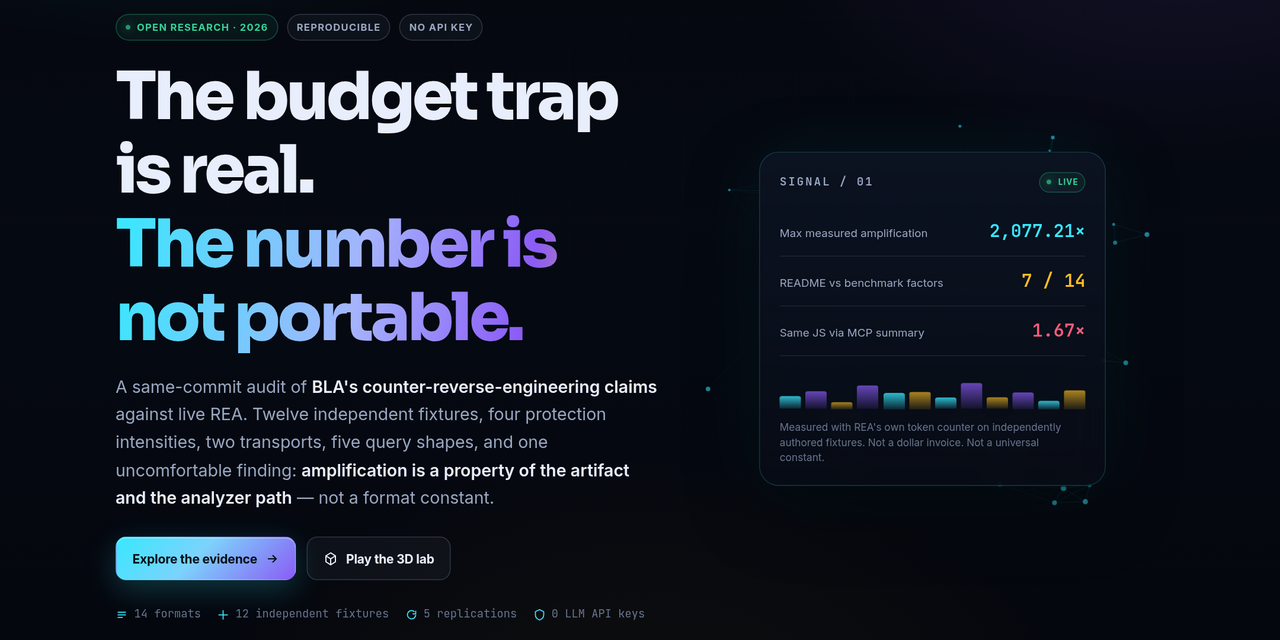 OPEN RESEARCH · 2026
REPRODUCIBLE
NO API KEY
The budget trap
is real.
The number is
not portable.
A same-commit audit of BLA's counter-reverse-engineering claims
against live REA. Twelve independent fixtures, four protection
intensities, two transports, five query shapes, and one
uncomfortable finding: amplification is a property of the artifact
and the analyzer path — not a format constant.
Explore the evidence →
Play the 3D lab
14 formats
12 independent fixtures
5 replications
0 LLM API keys
SIGNAL / 01
LIVE
Max measured amplification
2,077.21×
README vs benchmark factors
7 / 14
Same JS via MCP summary
1.67×
Measured with REA's own token counter on independently
authored fixtures. Not a dollar invoice. Not a universal
constant.